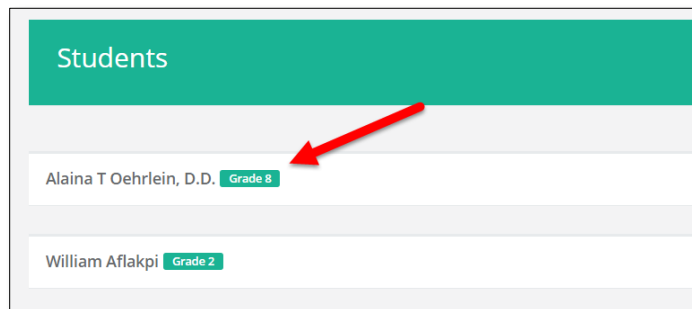 Students
Alaina T Oehrlein, D.D. Grade 8
William Aflakpi Grade 2